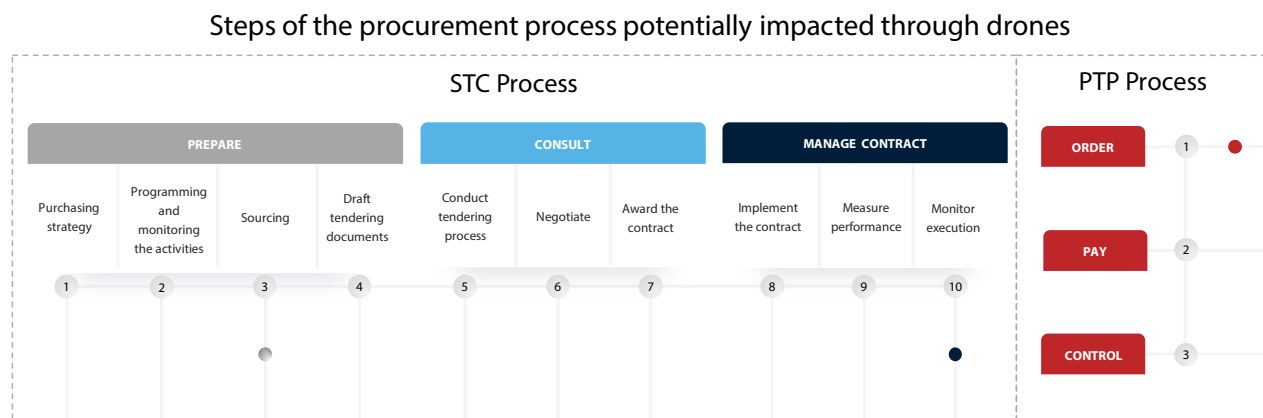 Steps of the procurement process potentially impacted through drones
STC Process
PTP Process
PREPARE
CONSULT
MANAGE CONTRACT
Purchasing
strategy
Programming
and
monitoring
the activities
Sourcing
Draft
tendering
documents
Conduct
tendering
process
Negotiate
Award the
contract
Implement
the contract
Measure
performance
Monitor
execution
1
2
3
4
5
6
7
8
9
10
ORDER
1
PAY
2
CONTROL
3